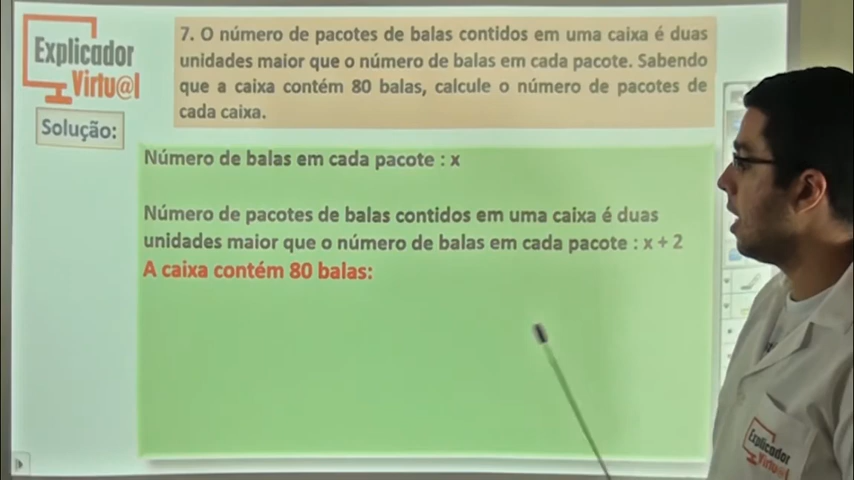 Explicador
Virtu@l
7. O número de pacotes de balas contidos em uma caixa é duas
unidades maior que o número de balas em cada pacote. Sabendo
que a caixa contém 80 balas, calcule o número de pacotes de
cada caixa.
Solução:
Número de balas em cada pacote : x
Número de pacotes de balas contidos em uma caixa é duas
unidades maior que o número de balas em cada pacote : x + 2
A caixa contém 80 balas:
Explicador
Virtu@l